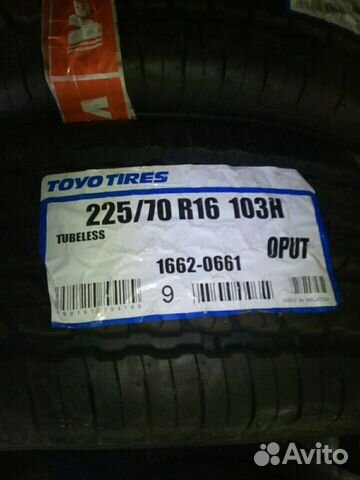 TOYO TIRES
225/70 R16 103H
TUBELESS
OPUT
1662-0661
9
MADE IN MALAYSIA
Avito